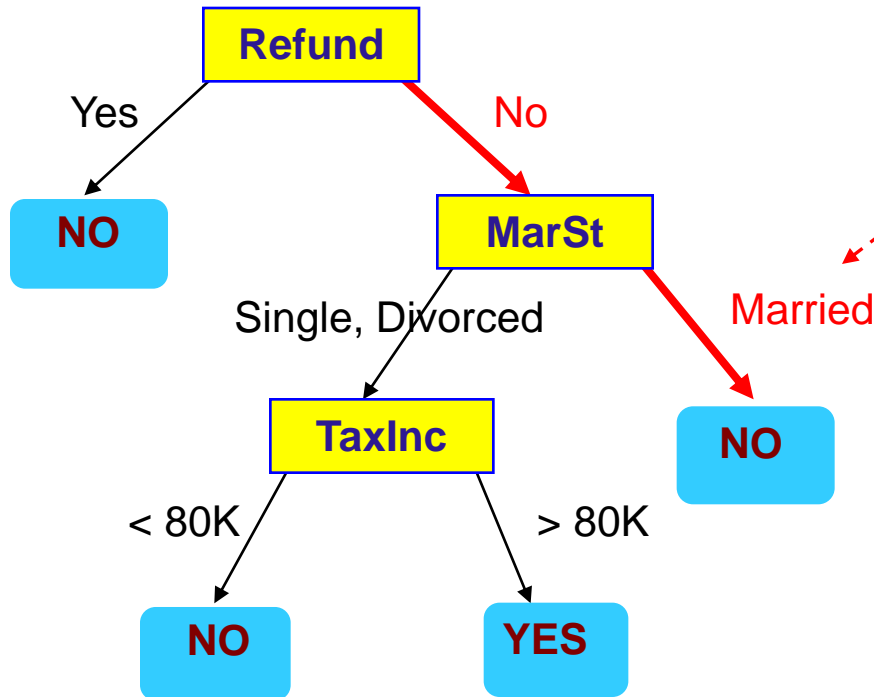 Refund
Yes
No
NO
MarSt
Single, Divorced
Married
TaxInc
NO
< 80K
> 80K
NO
YES